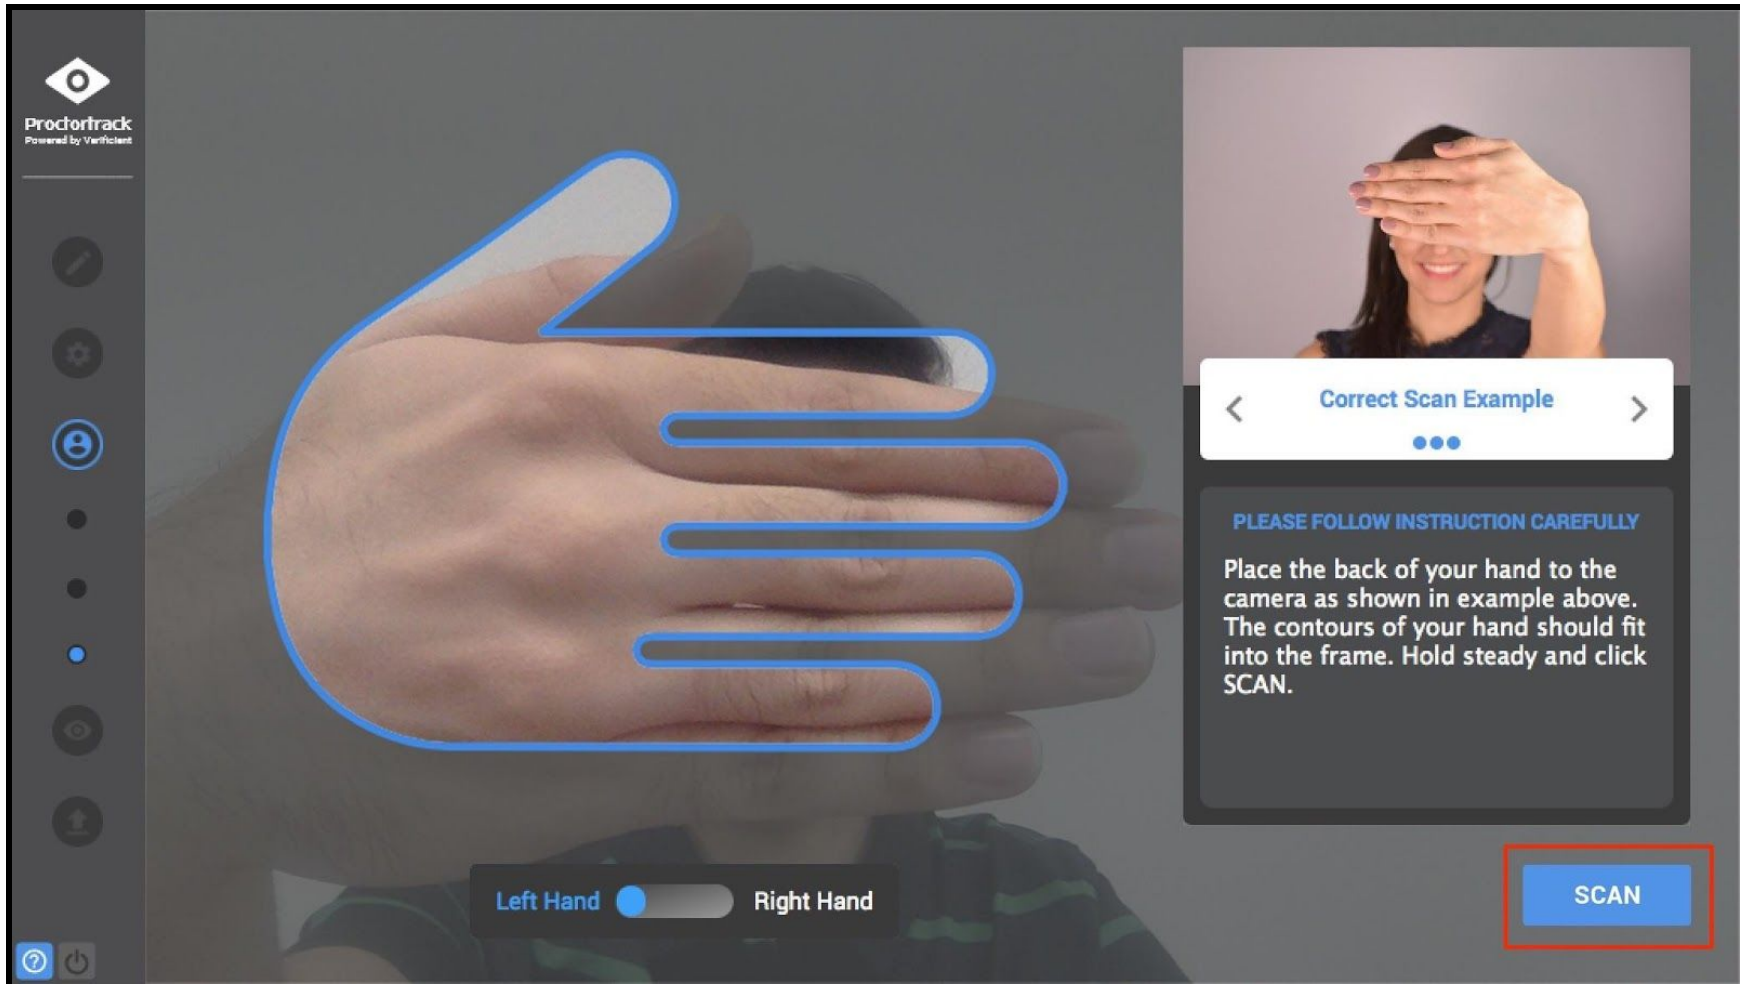 Proctortrack
Powered by Verificient
Correct Scan Example
PLEASE FOLLOW INSTRUCTION CAREFULLY
Place the back of your hand to the
camera as shown in example above.
The contours of your hand should fit
into the frame. Hold steady and click
SCAN.
Left Hand
Right Hand
SCAN
?